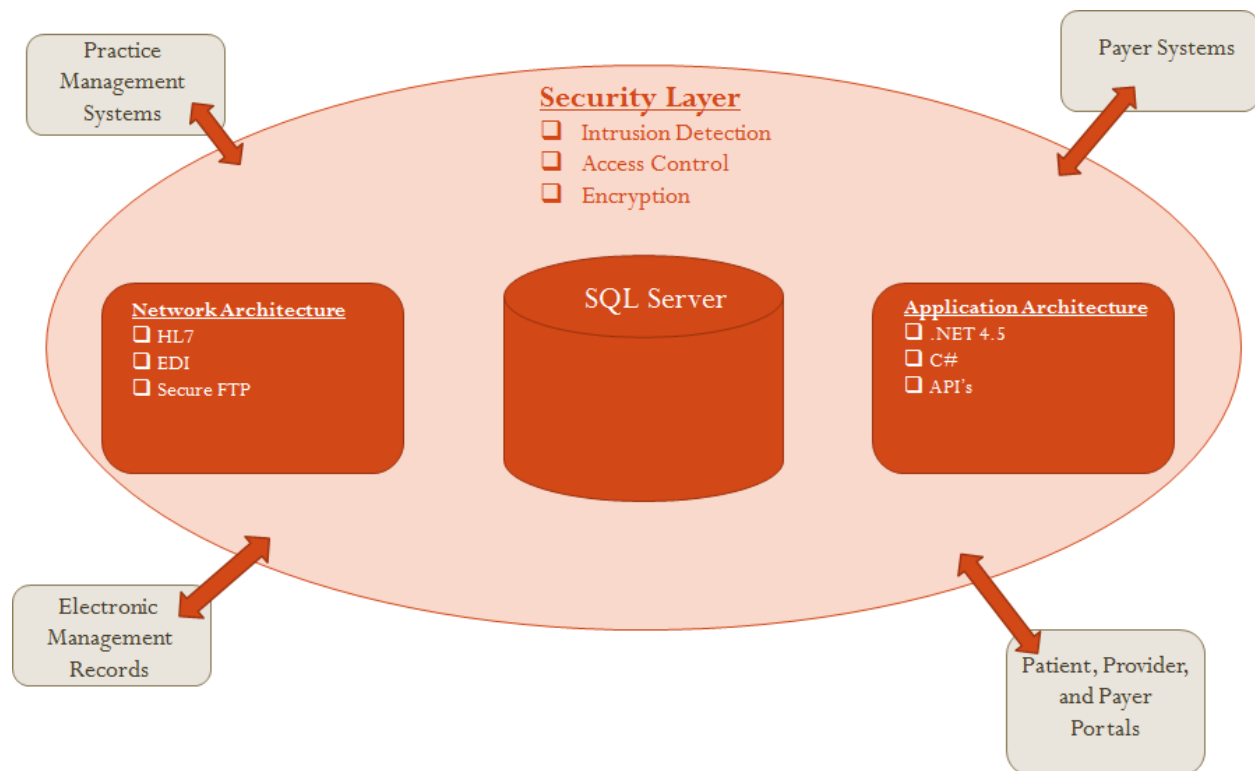 Practice
Management
Systems
Payer Systems
Security Layer
❑ Intrusion Detection
❑ Access Control
❑ Encryption
Network Architecture
❑ HL7
❑ EDI
❑ Secure FTP
SQL Server
Application Architecture
❑ .NET 4.5
❑ C#
❑ API's
Electronic
Management
Records
Patient, Provider,
and Payer
Portals